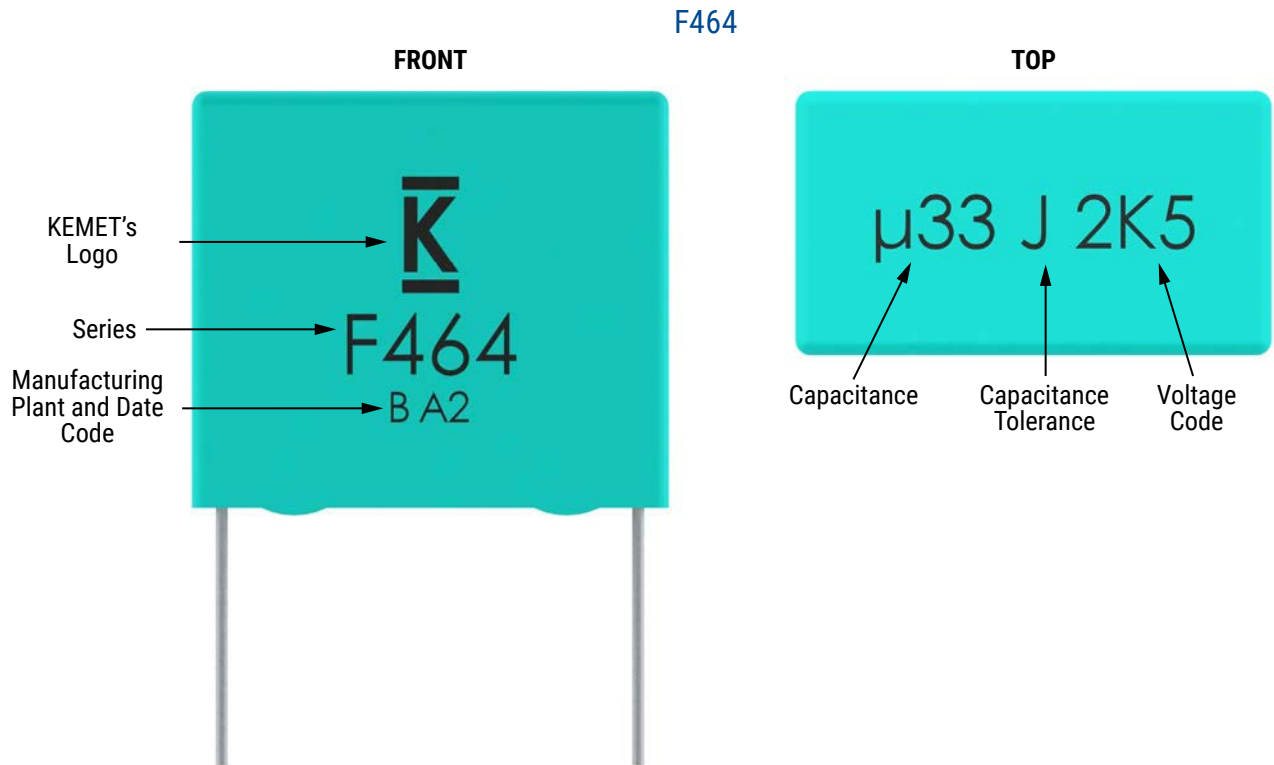 F464
FRONT
TOP
K
F464
B A2
µ33 J 2K5
KEMET's
Logo
Series
Manufacturing
Plant and Date
Code
Capacitance
Capacitance
Tolerance
Voltage
Code